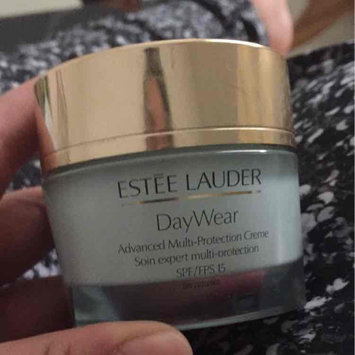 ESTĒE LAUDER
DayWear
Advanced Multi-Protection Creme
Soin expert multi-protection
SPF/FPS 15